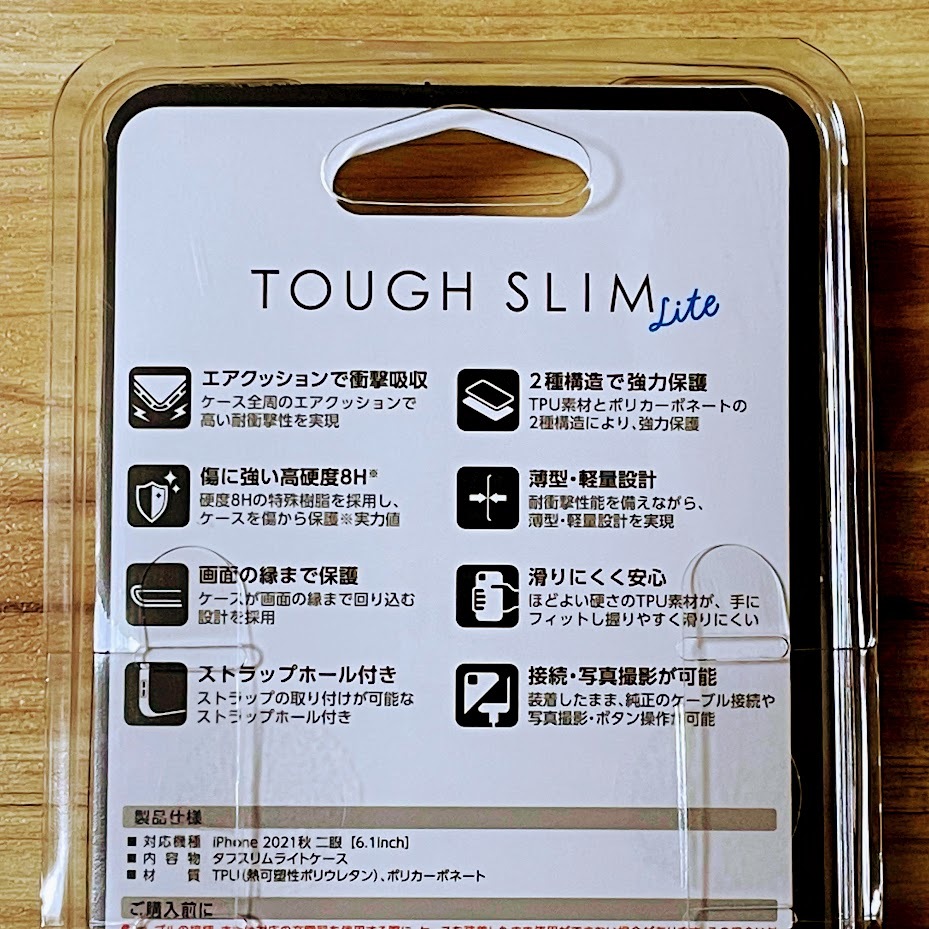 TOUGH SLIM Lite
エアクッションで衝撃吸収
ケース全周のエアクッションで
高い耐衝撃性を実現
2種構造で強力保護
TPU素材とポリカーボネートの
2種構造により、強力保護
傷に強い高硬度8H※
硬度8Hの特殊樹脂を採用し、
ケースを傷から保護※実力値
薄型・軽量設計
耐衝撃性能を備えながら、
薄型・軽量設計を実現
画面の縁まで保護
ケースが画面の縁まで回り込む
設計を採用
滑りにくく安心
ほどよい硬さのTPU素材が、手に
フィットし握りやすく滑りにくい
ストラップホール付き
ストラップの取り付けが可能な
ストラップホール付き
接続・写真撮影が可能
装着したまま、純正のケーブル接続や
写真撮影・ボタン操作が可能
製品仕様
■ 対応機種 iPhone 2021秋 二眼 [6.1inch]
■ 内容物 タフスリムライトケース
■ 材質 TPU(熱可塑性ポリウレタン)、ポリカーボネート
ご購入前に